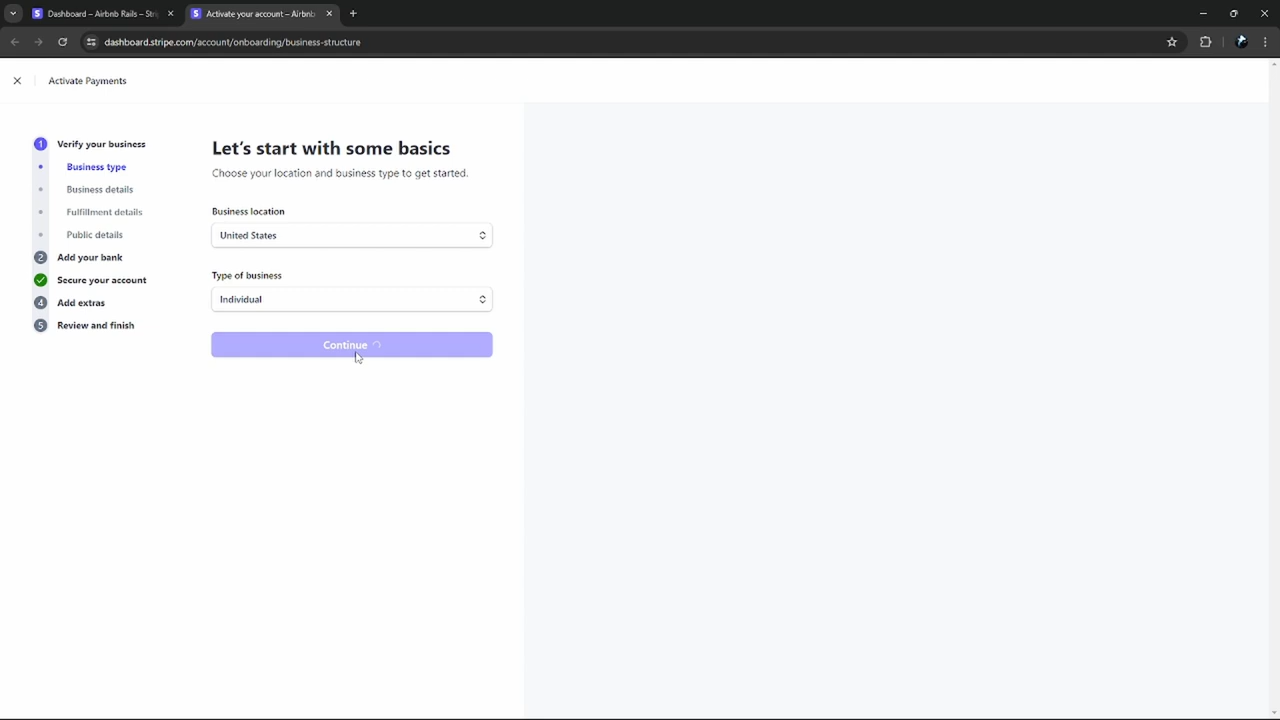 Dashboard – Airbnb Rails – Str
Activate your account – Airbnb
dashboard.stripe.com/account/onboarding/business-structure
Activate Payments
1 Verify your business
Business type
Business details
Fulfillment details
Public details
2 Add your bank
Secure your account
4 Add extras
5 Review and finish
Let's start with some basics
Choose your location and business type to get started.
Business location
United States
Type of business
Individual
Continue